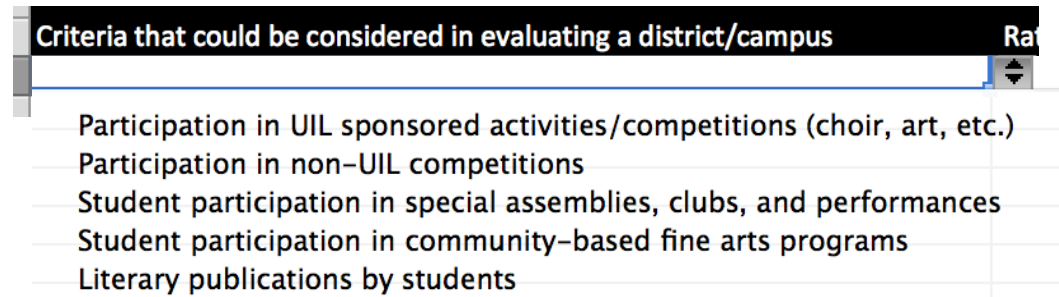 Criteria that could be considered in evaluating a district/campus
Participation in UIL sponsored activities/competitions (choir, art, etc.)
Participation in non-UIL competitions
Student participation in special assemblies, clubs, and performances
Student participation in community-based fine arts programs
Literary publications by students